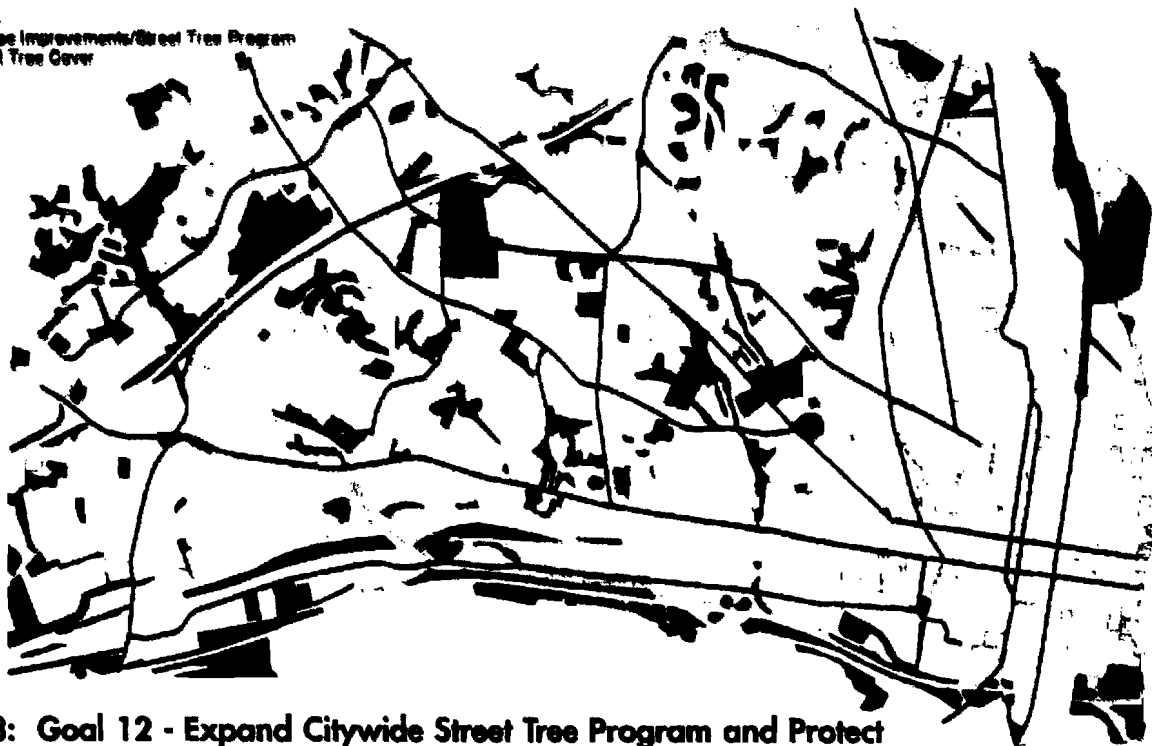 Improvements/Street Tree Program
Tree Cover
: Goal 12 - Expand Citywide Street Tree Program and Protect